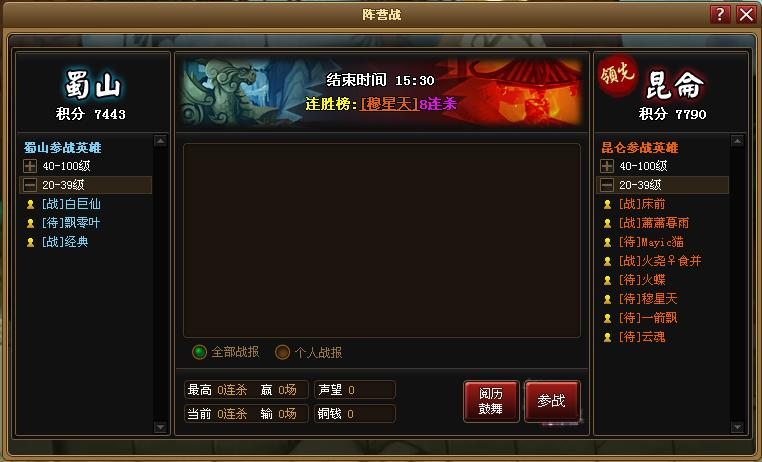 阵营战
?
蜀山
积分 7443
蜀山参战英雄
40-100级
20-39级
[战]白巨仙
[待]飘零叶
[战]经典
结束时间 15:30
连胜榜:[穆星天]8连杀
全部战报 个人战报
最高 0连杀 赢 0场 声望 0
当前 0连杀 输 0场 铜钱 0
阅历
鼓舞
参战
领先
昆仑
积分 7790
昆仑参战英雄
40-100级
20-39级
[战]床前
[战]萧萧暮雨
[待]Mayic猫
[战]火尧♀食并
[待]火蝶
[待]穆星天
[待]一箭飘
[待]云魂